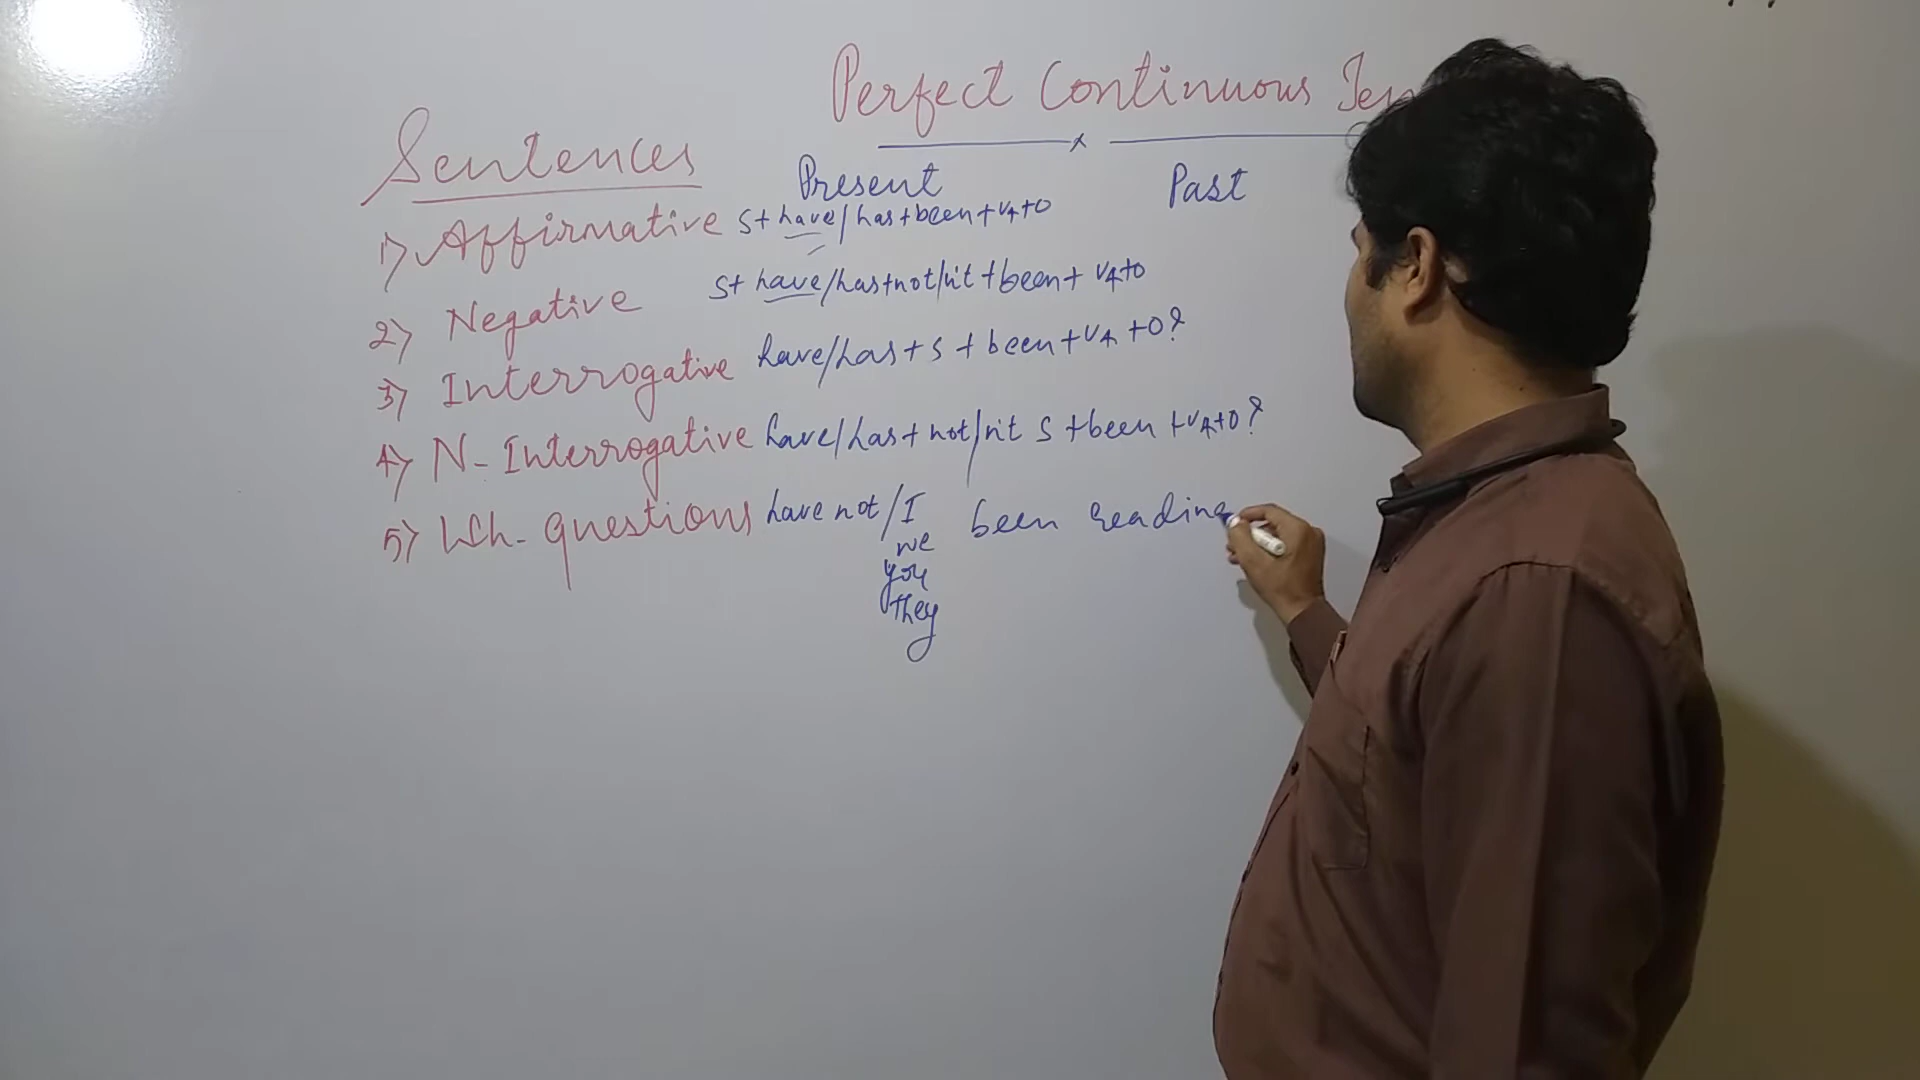 Perfect Continuous Ten
Sentences
Present x Past
1) Affirmative S+ have/has+been+V4+O
2) Negative S+ have/has+not/n't+been+V4+O
3) Interrogative have/has+S+been+V4+O?
4) N-Interrogative have/has+not/n't S+been+V4+O?
5) Wh-questions have not/I been reading
we
you
they